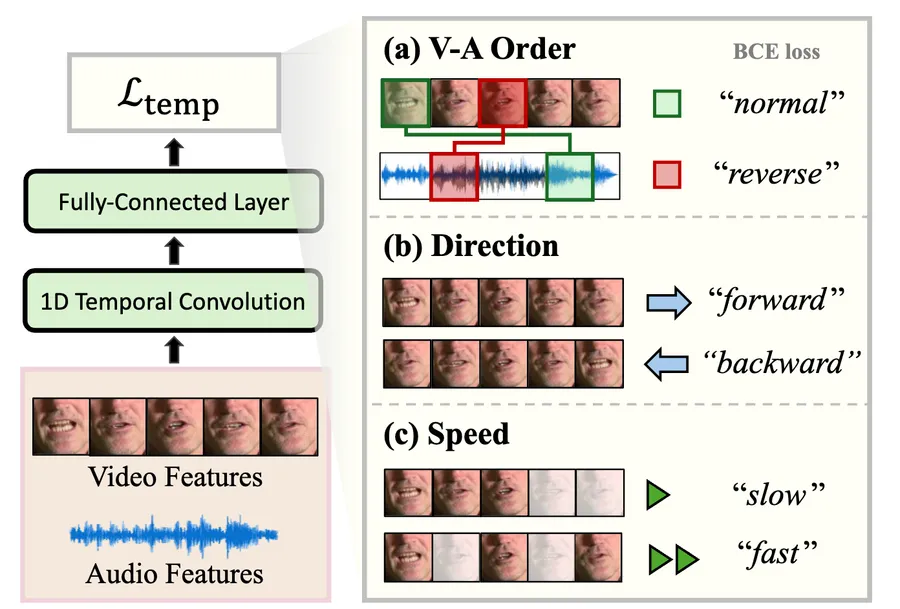 ℒtemp
Fully-Connected Layer
1D Temporal Convolution
Video Features
Audio Features
(a) V-A Order
BCE loss
“normal”
“reverse”
(b) Direction
“forward”
“backward”
(c) Speed
“slow”
“fast”